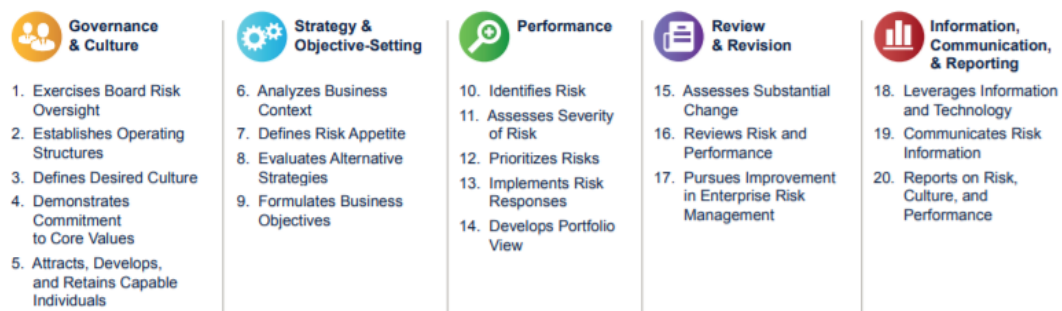 Governance
& Culture
1. Exercises Board Risk
Oversight
2. Establishes Operating
Structures
3. Defines Desired Culture
4. Demonstrates
Commitment
to Core Values
5. Attracts, Develops,
and Retains Capable
Individuals
Strategy &
Objective-Setting
6. Analyzes Business
Context
7. Defines Risk Appetite
8. Evaluates Alternative
Strategies
9. Formulates Business
Objectives
Performance
10. Identifies Risk
11. Assesses Severity
of Risk
12. Prioritizes Risks
13. Implements Risk
Responses
14. Develops Portfolio
View
Review
& Revision
15. Assesses Substantial
Change
16. Reviews Risk and
Performance
17. Pursues Improvement
in Enterprise Risk
Management
Information,
Communication,
& Reporting
18. Leverages Information
and Technology
19. Communicates Risk
Information
20. Reports on Risk,
Culture, and
Performance